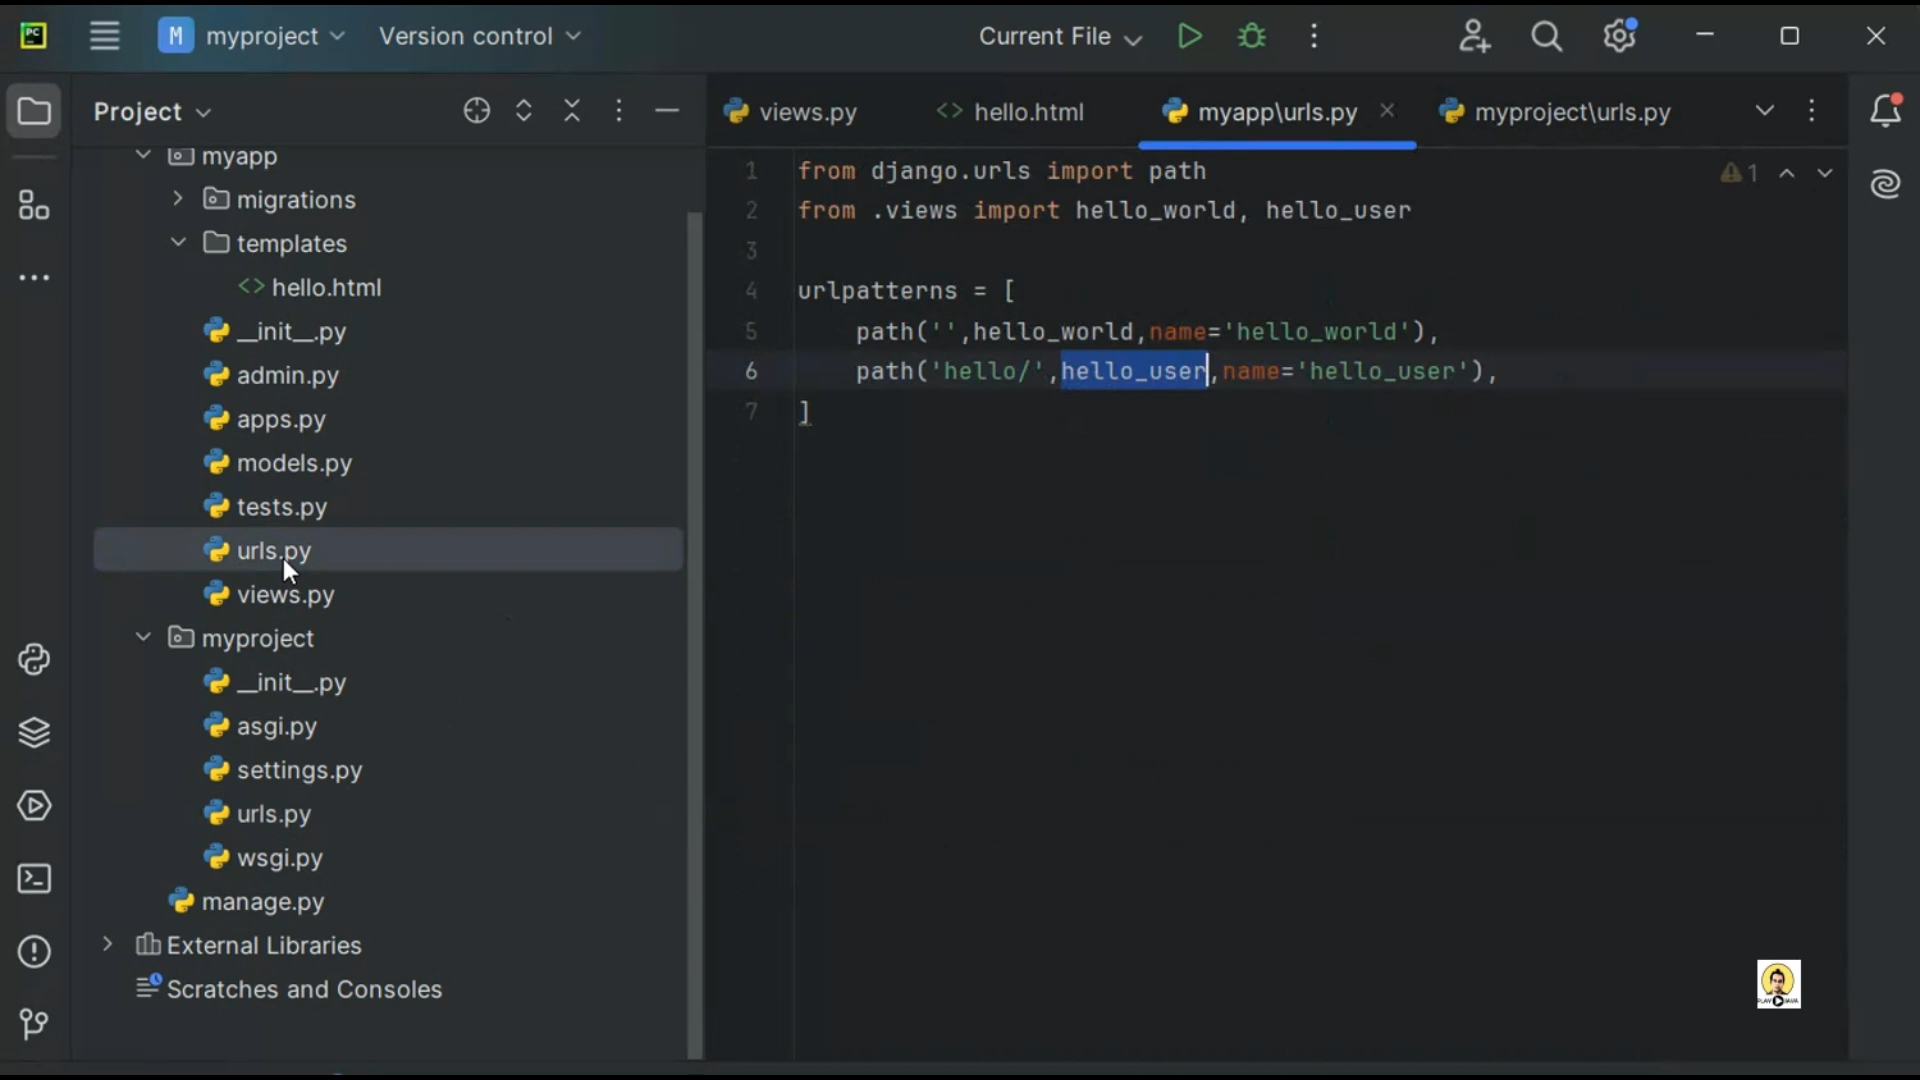 PC
M myproject
Version control
Current File
Project
myapp
migrations
templates
<> hello.html
__init__.py
admin.py
apps.py
models.py
tests.py
urls.py
views.py
myproject
__init__.py
asgi.py
settings.py
urls.py
wsgi.py
manage.py
External Libraries
Scratches and Consoles
views.py
<> hello.html
myapp\urls.py
myproject\urls.py
1 from django.urls import path
2 from .views import hello_world, hello_user
3
4 urlpatterns = [
5 path('',hello_world,name='hello_world'),
6 path('hello/',hello_user,name='hello_user'),
7 ]
1